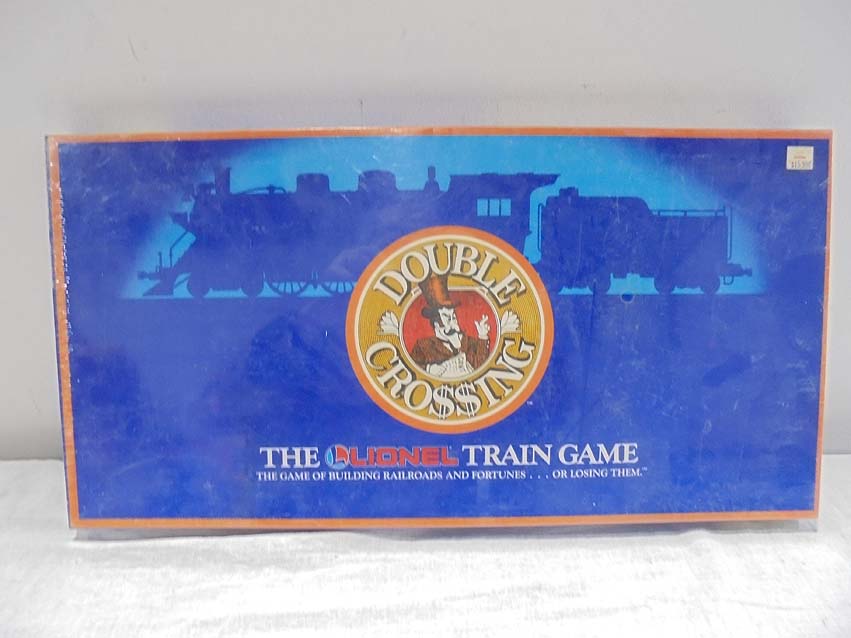 DOUBLE
CRO$$ING
THE LIONEL TRAIN GAME
THE GAME OF BUILDING RAILROADS AND FORTUNES . . . OR LOSING THEM.™